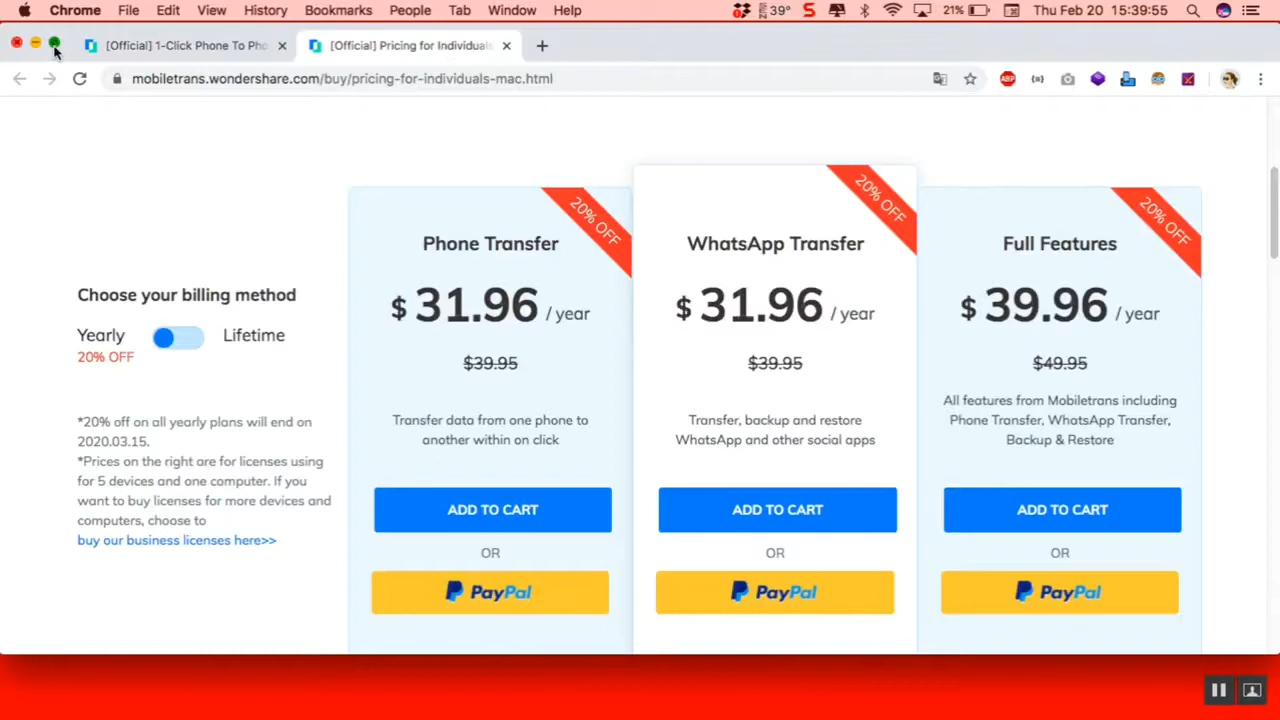 Chrome File Edit View History Bookmarks People Tab Window Help
39° 21% Thu Feb 20 15:39:55
[Official] 1-Click Phone To Pho
[Official] Pricing for Individuals
mobiletrans.wondershare.com/buy/pricing-for-individuals-mac.html
ABP
Choose your billing method
Yearly Lifetime
20% OFF
*20% off on all yearly plans will end on
2020.03.15.
*Prices on the right are for licenses using
for 5 devices and one computer. If you
want to buy licenses for more devices and
computers, choose to
buy our business licenses here>>
20% OFF
Phone Transfer
$ 31.96 / year
$39.95
Transfer data from one phone to
another within on click
ADD TO CART
OR
PayPal
20% OFF
WhatsApp Transfer
$ 31.96 / year
$39.95
Transfer, backup and restore
WhatsApp and other social apps
ADD TO CART
OR
PayPal
20% OFF
Full Features
$ 39.96 / year
$49.95
All features from Mobiletrans including
Phone Transfer, WhatsApp Transfer,
Backup & Restore
ADD TO CART
OR
PayPal